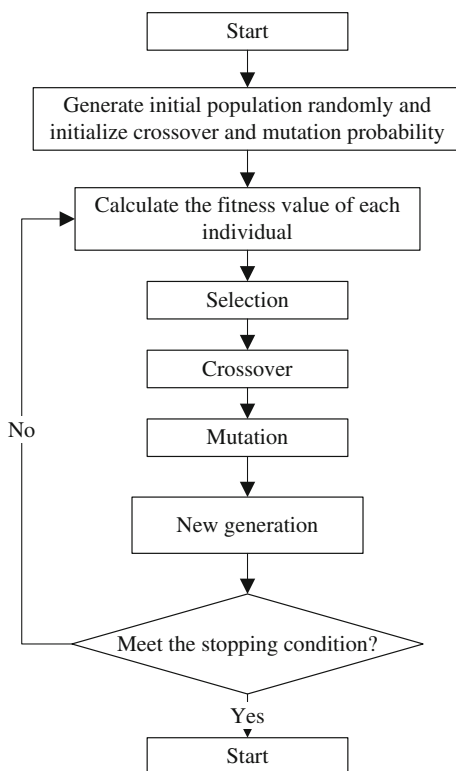 Start
Generate initial population randomly and
initialize crossover and mutation probability
Calculate the fitness value of each
individual
Selection
Crossover
Mutation
No
New generation
Meet the stopping condition?
Yes
Start